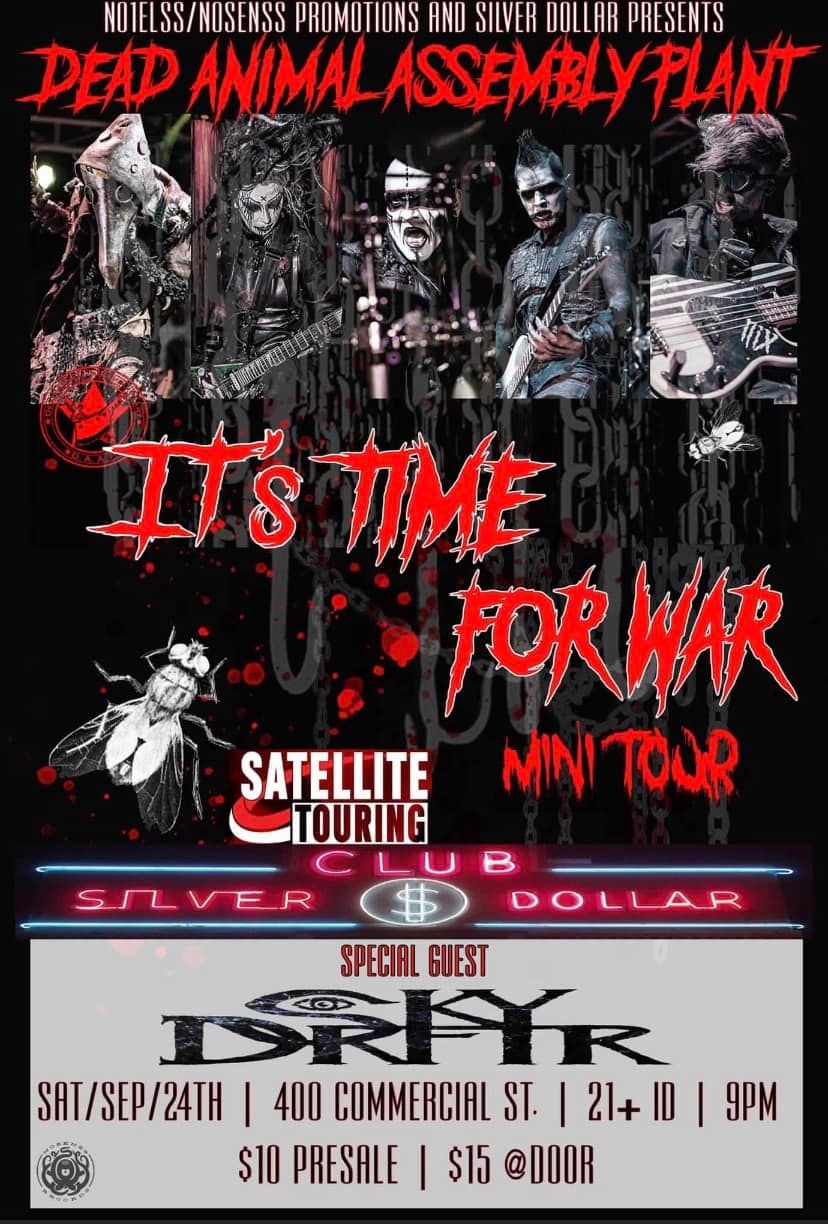 NO1ELSS/NOSENSS PROMOTIONS AND SILVER DOLLAR PRESENTS
DEAD ANIMAL ASSEMBLY PLANT
IT's TIME
FOR WAR
MINI TOUR
SATELLITE
TOURING
CLUB
SILVER $ DOLLAR
SPECIAL GUEST
SKY
DRFTR
SAT/SEP/24TH | 400 COMMERCIAL ST. | 21+ ID | 9PM
$10 PRESALE | $15 @DOOR